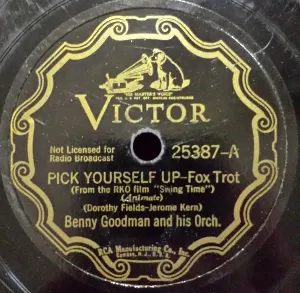 "HIS MASTER'S VOICE"
VICTOR
Not Licensed for
Radio Broadcast
25387-A
PICK YOURSELF UP-Fox Trot
(From the RKO film "Swing Time")
(Animate)
(Dorothy Fields-Jerome Kern)
Benny Goodman and his Orch.
RCA Manufacturing Co., Inc.
Camden, N. J., U. S. A.